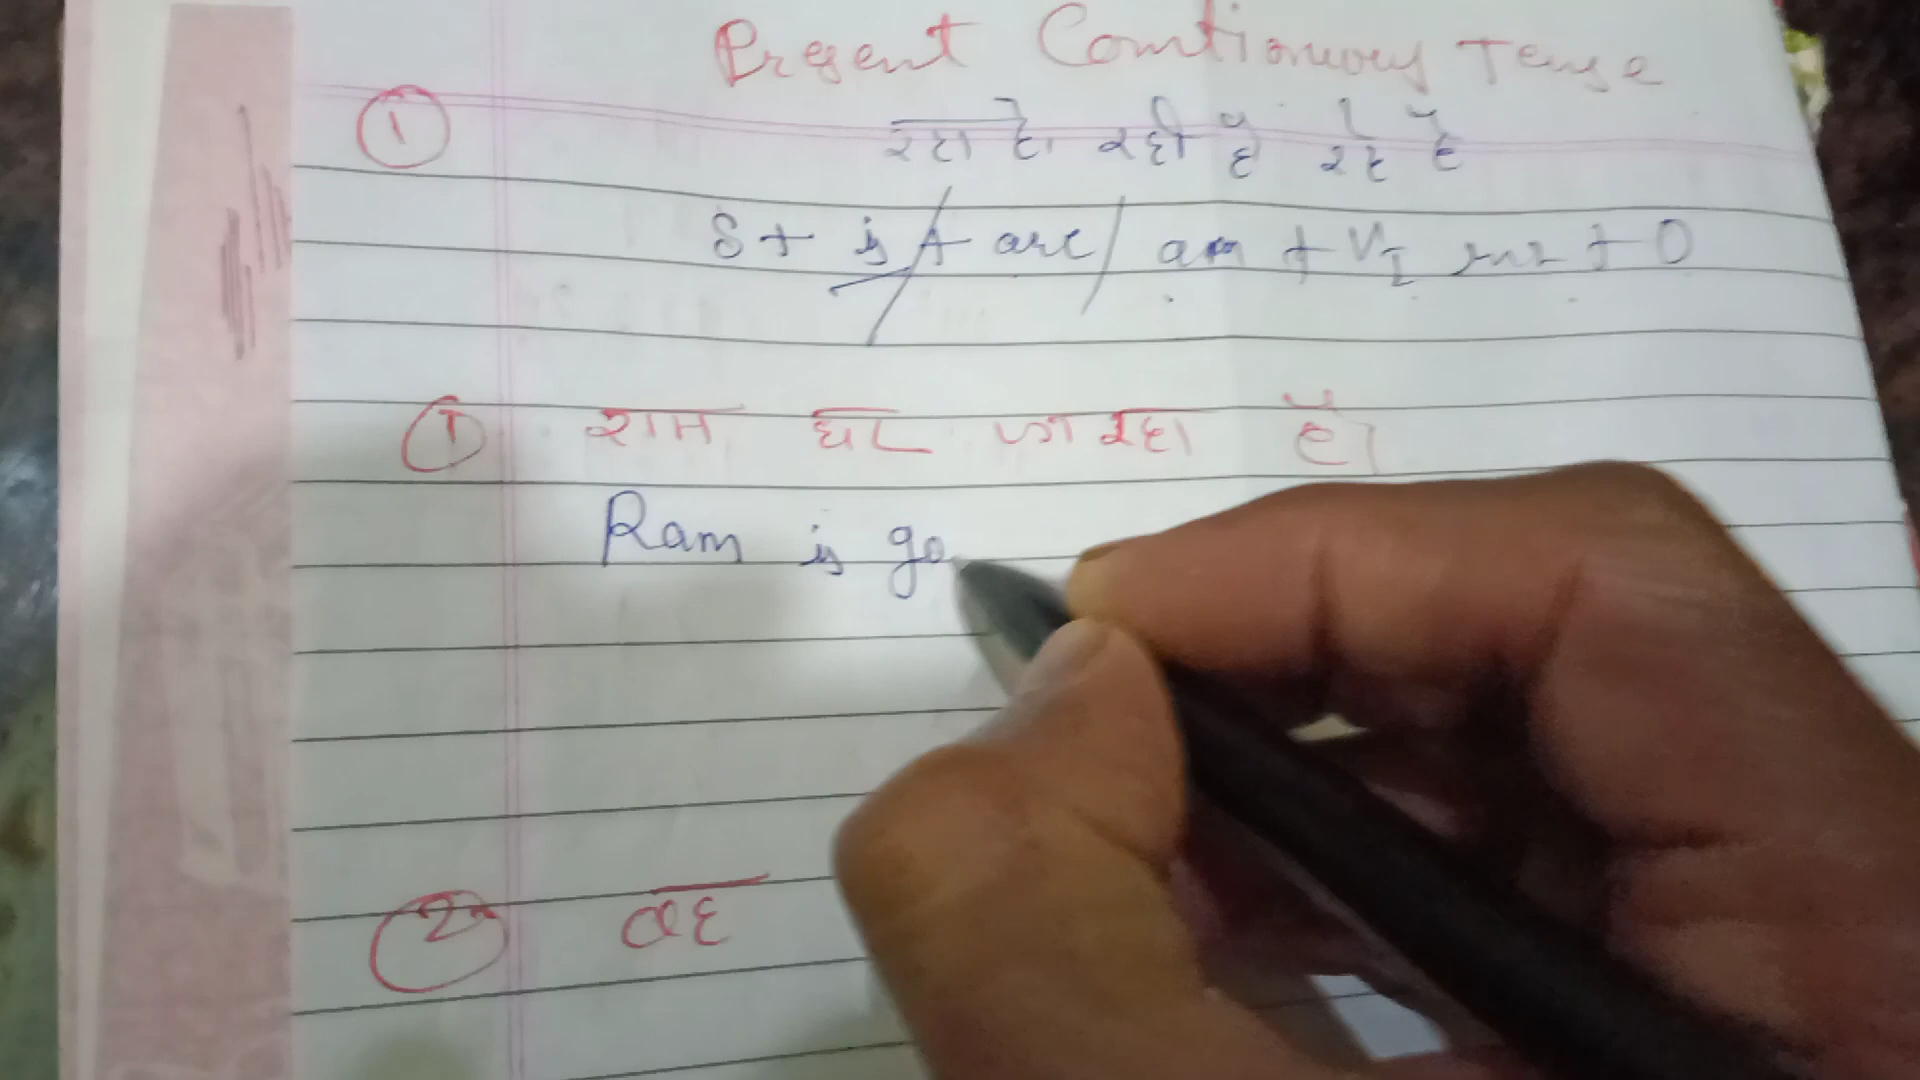 Present Comtionuous Tense
① रहा है। रही है रहे हैं
S + is / + are / am + V1 ing + O
① राम घर जा रहा है।
Ram is go
② वह